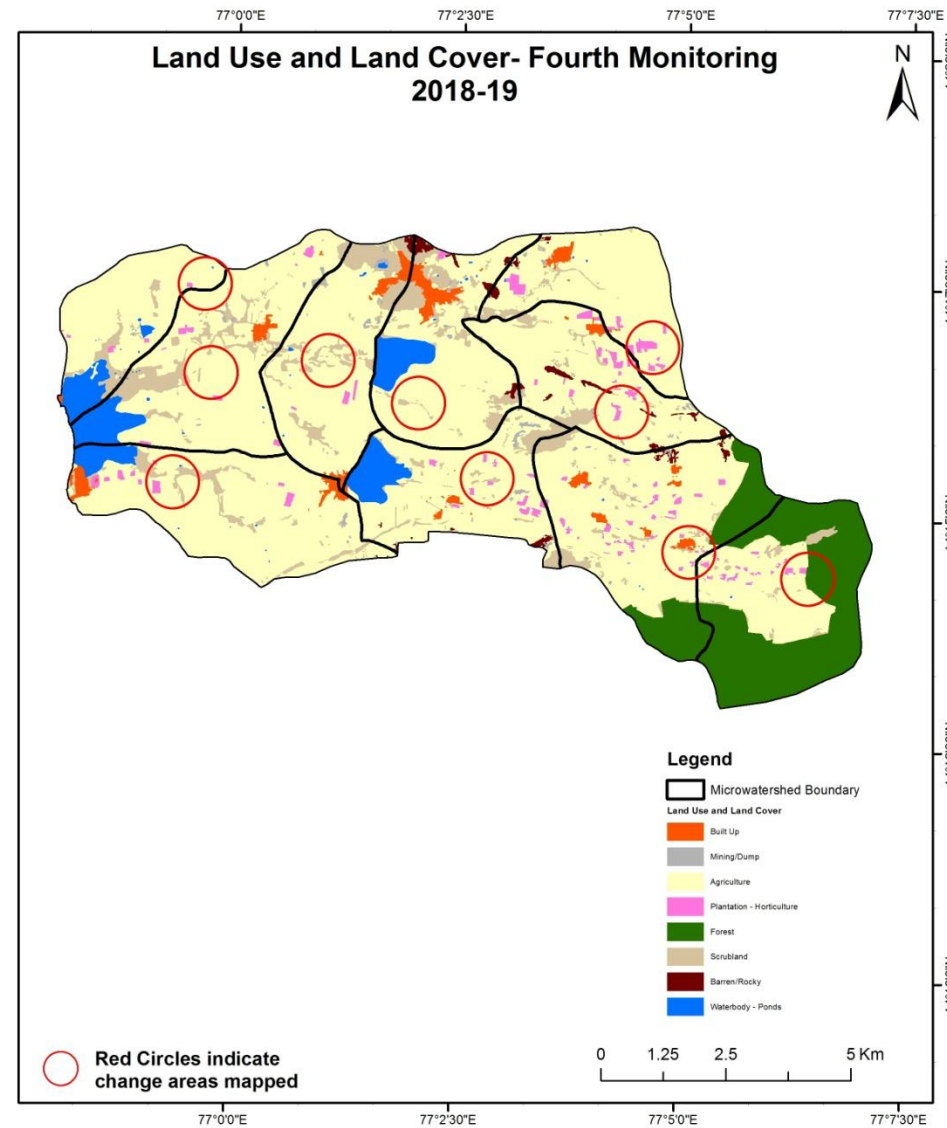 77°0'0"E 77°2'30"E 77°5'0"E 77°7'30"E
Land Use and Land Cover- Fourth Monitoring
2018-19
N
Legend
Microwatershed Boundary
Land Use and Land Cover
Built Up
Mining/Dump
Agriculture
Plantation - Horticulture
Forest
Scrubland
Barren/Rocky
Waterbody - Ponds
Red Circles indicate
change areas mapped
0 1.25 2.5 5 Km
77°0'0"E 77°2'30"E 77°5'0"E 77°7'30"E